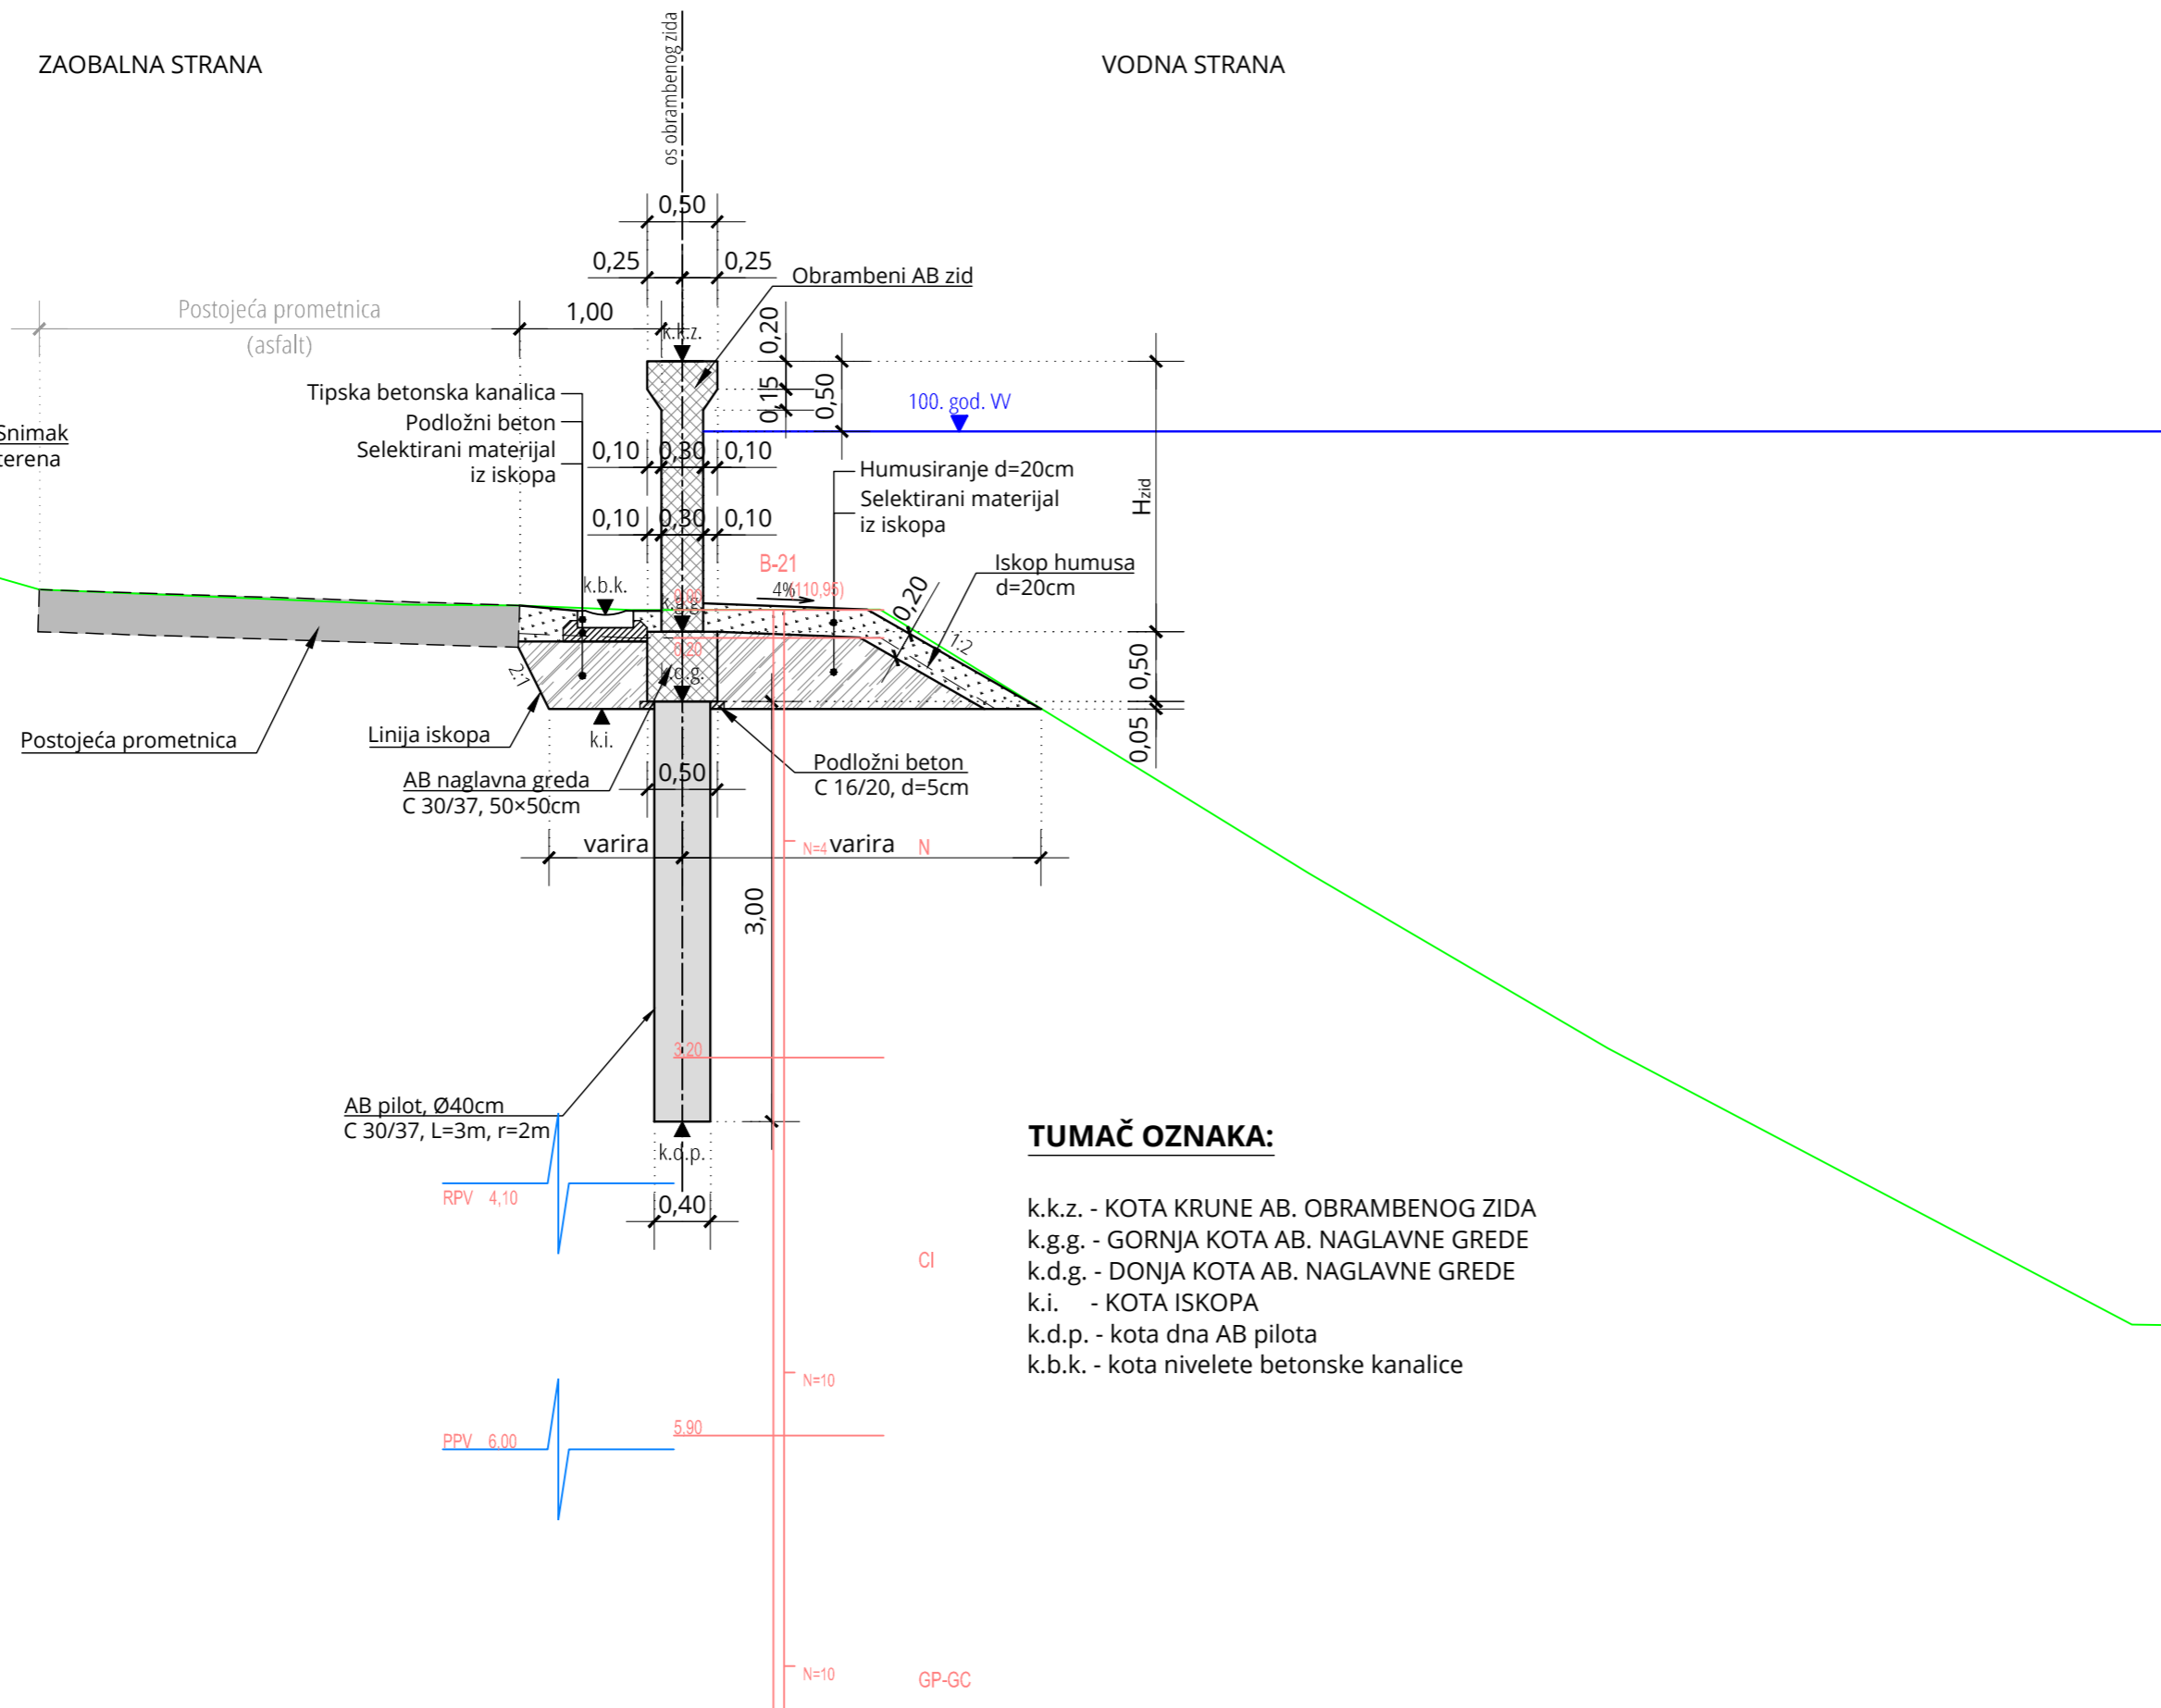 ZAOBALNA STRANA
VODNA STRANA
os obrambenog zida
0,50
0,25
0,25
Obrambeni AB zid
Postojeća prometnica
(asfalt)
1,00
k.k.z.
0,20
0,15
0,50
Tipska betonska kanalica
Podložni beton
Selektirani materijal
iz iskopa
100. god. VV
Snimak
terena
0,10
0,30
0,10
Humusiranje d=20cm
Selektirani materijal
iz iskopa
Hzid
0,10
0,30
0,10
B-21
(110,95)
4%
Iskop humusa
d=20cm
k.b.k.
0,20
1:2
k.g.g.
0.20
k.d.g.
2:1
0,50
0,05
Postojeća prometnica
Linija iskopa
k.i.
AB naglavna greda
C 30/37, 50×50cm
0,50
Podložni beton
C 16/20, d=5cm
varira
varira
N=4
N
3,00
3.20
AB pilot, Ø40cm
C 30/37, L=3m, r=2m
k.d.p.
RPV 4,10
0,40
CI
TUMAČ OZNAKA:
k.k.z. - KOTA KRUNE AB. OBRAMBENOG ZIDA
k.g.g. - GORNJA KOTA AB. NAGLAVNE GREDE
k.d.g. - DONJA KOTA AB. NAGLAVNE GREDE
k.i. - KOTA ISKOPA
k.d.p. - kota dna AB pilota
k.b.k. - kota nivelete betonske kanalice
N=10
5.90
PPV 6.00
N=10
GP-GC